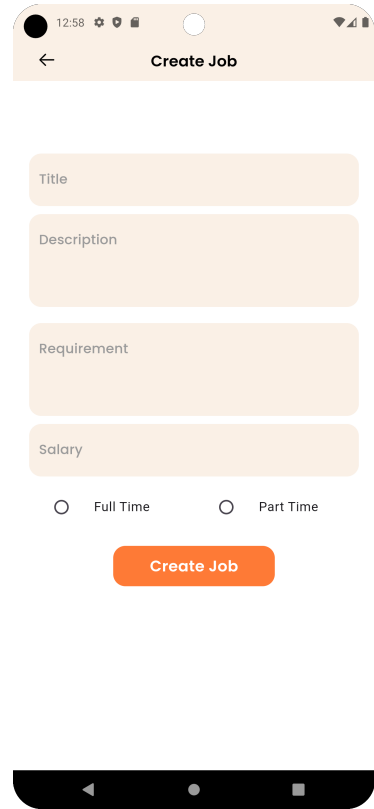 12:58
Create Job
Title
Description
Requirement
Salary
Full Time Part Time
Create Job